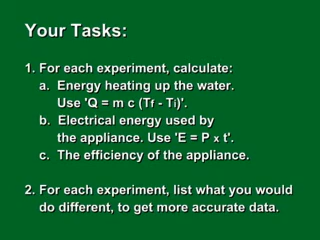 Your Tasks:
1. For each experiment, calculate:
a. Energy heating up the water.
Use 'Q = m c (Tf - Ti)'.
b. Electrical energy used by
the appliance. Use 'E = P x t'.
c. The efficiency of the appliance.
2. For each experiment, list what you would
do different, to get more accurate data.